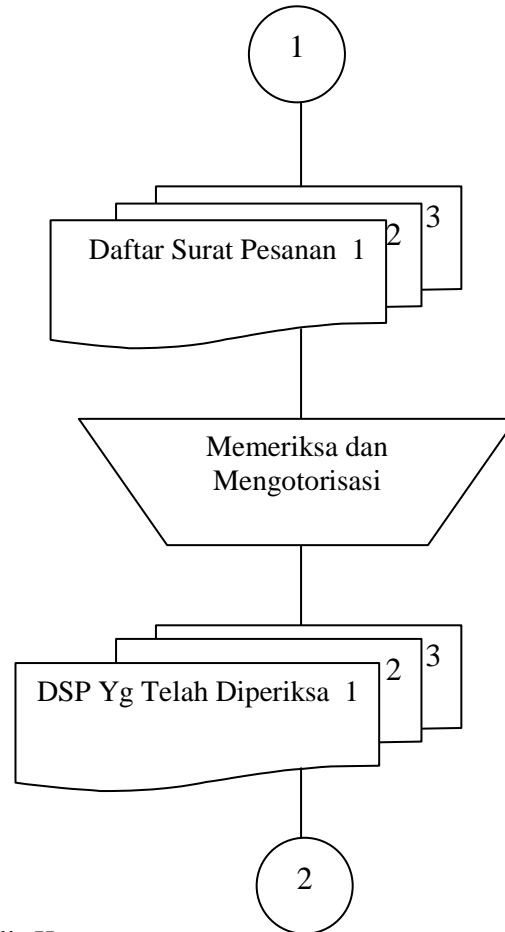 1
3
2
Daftar Surat Pesanan 1
Memeriksa dan
Mengotorisasi
3
2
DSP Yg Telah Diperiksa 1
2